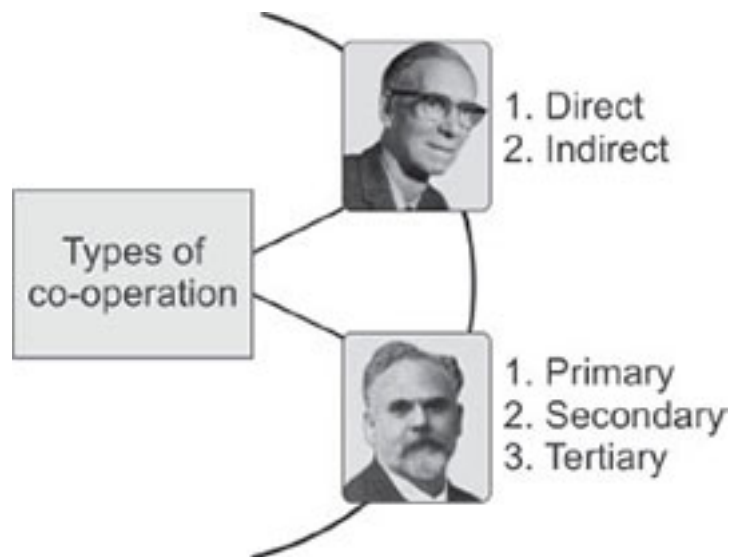 Types of
co-operation
1. Direct
2. Indirect
1. Primary
2. Secondary
3. Tertiary